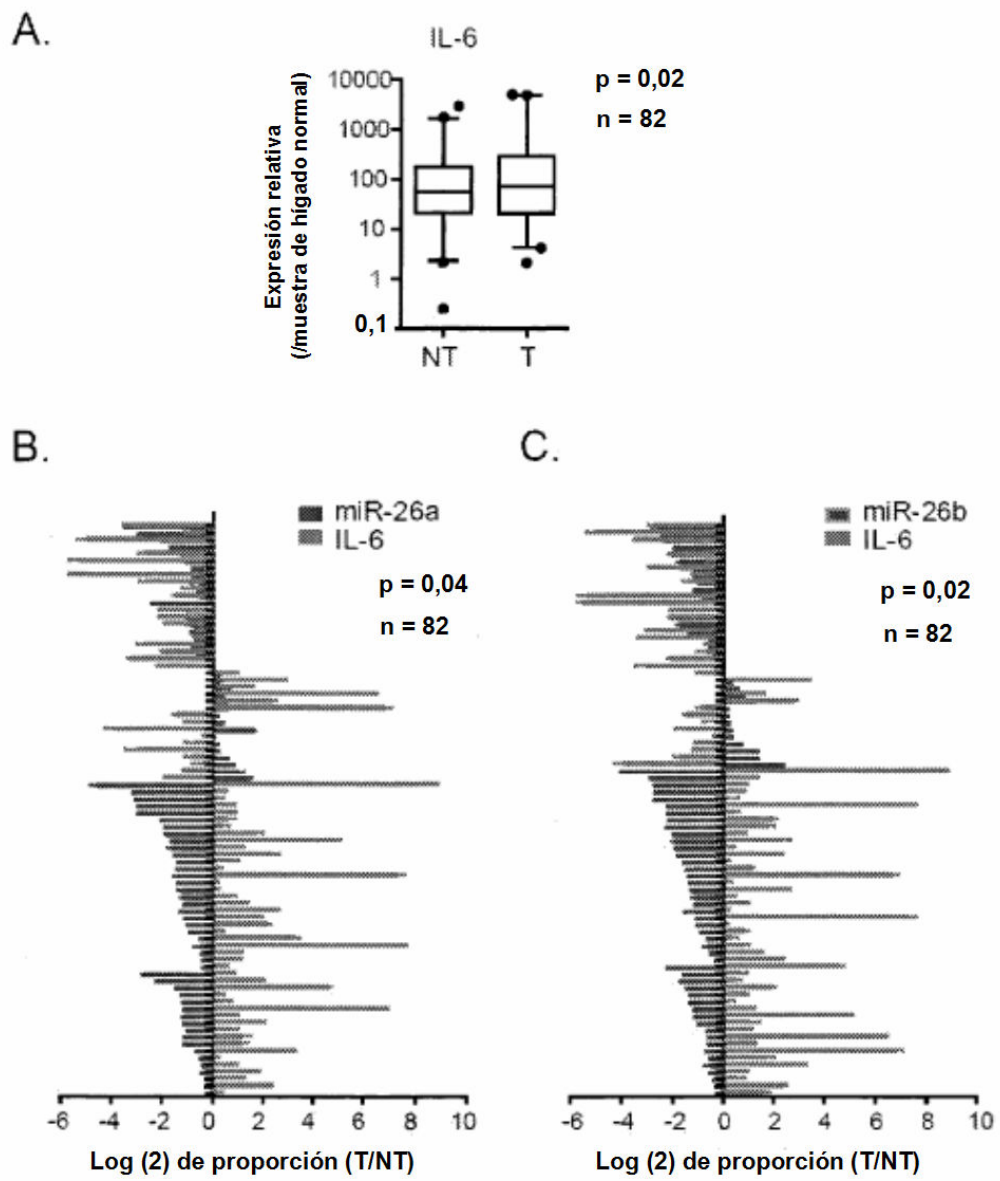 A.
IL-6
Expresión relativa
(/muestra de hígado normal)
10000
1000
100
10
1
0,1
NT
T
p = 0,02
n = 82
B.
miR-26a
IL-6
p = 0,04
n = 82
-6 -4 -2 0 2 4 6 8 10
Log (2) de proporción (T/NT)
C.
miR-26b
IL-6
p = 0,02
n = 82
-6 -4 -2 0 2 4 6 8 10
Log (2) de proporción (T/NT)